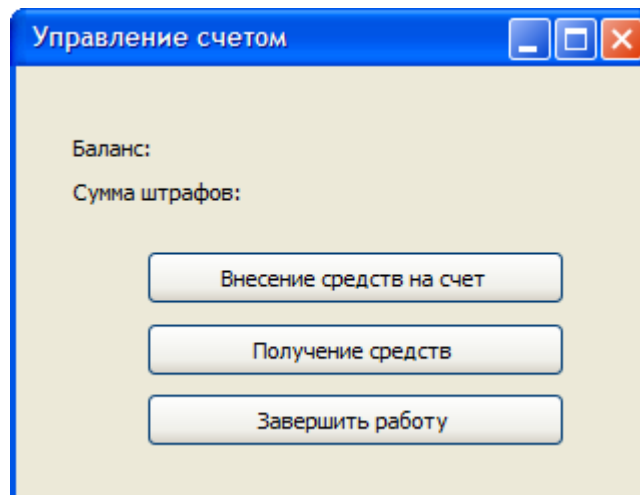 Управление счетом
Баланс:
Сумма штрафов:
Внесение средств на счет
Получение средств
Завершить работу